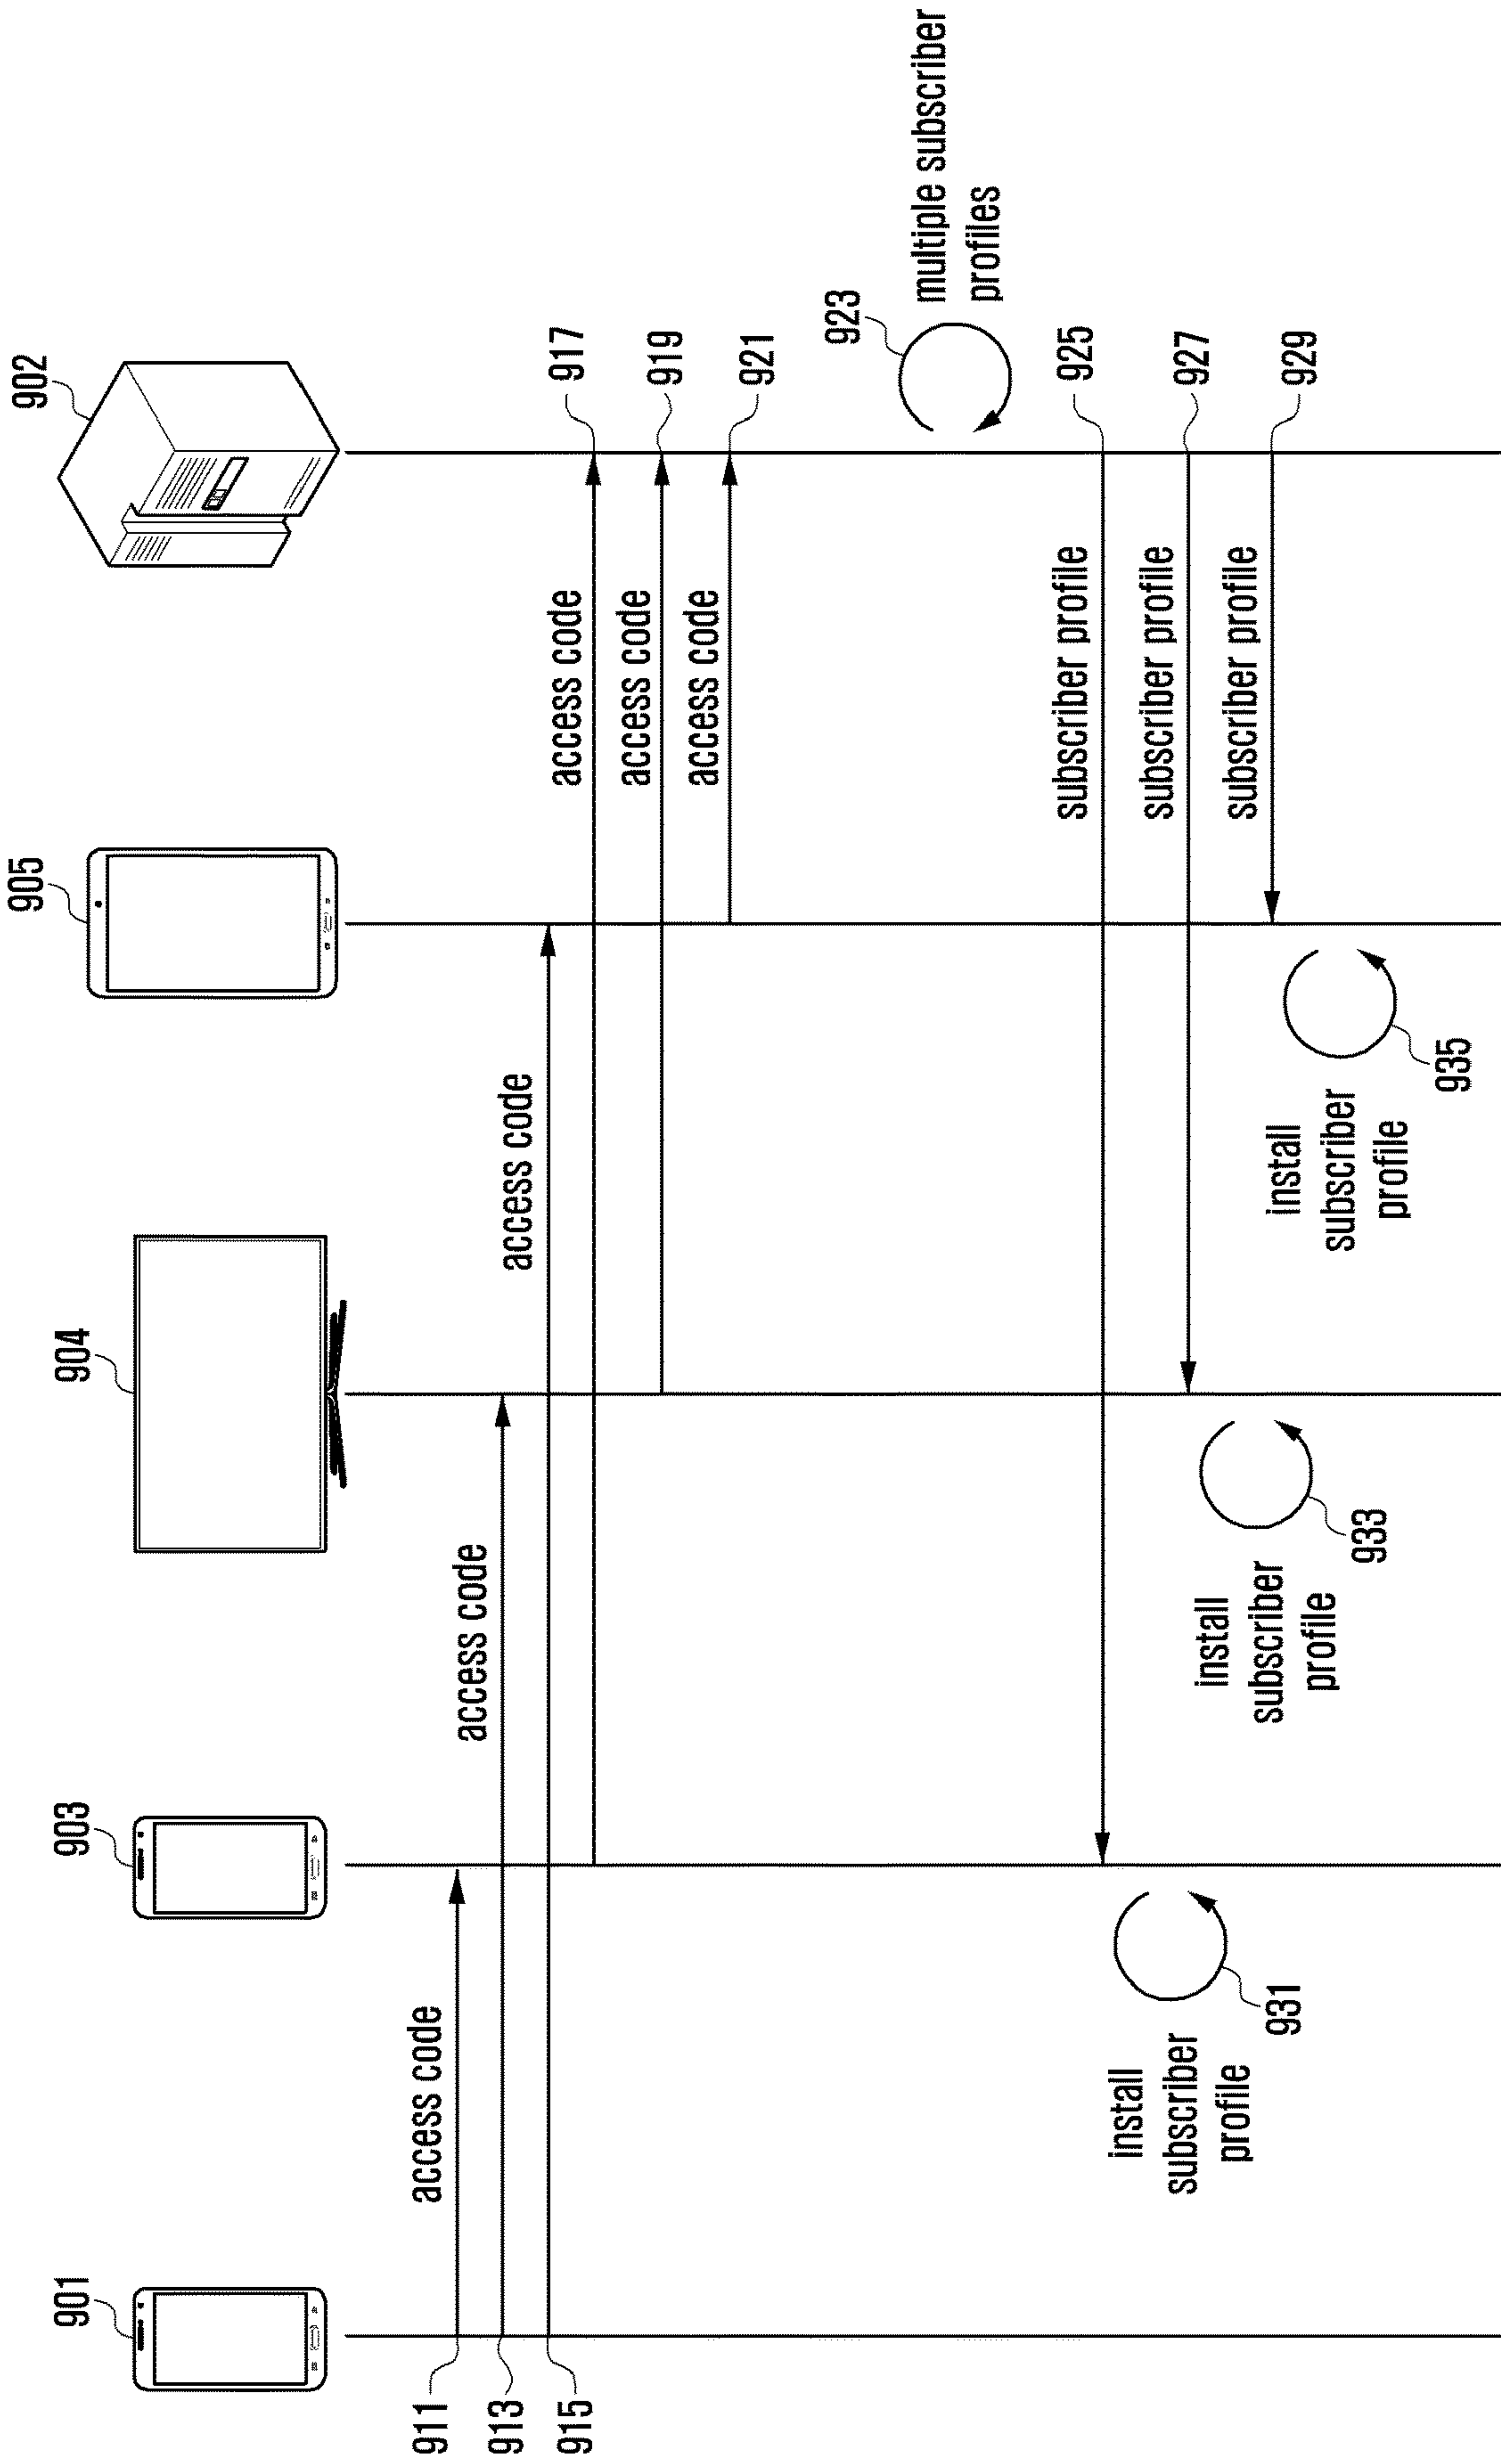 901
903
904
905
902
911
access code
913
access code
915
access code
access code
917
access code
919
access code
921
923
multiple subscriber
profiles
subscriber profile
925
subscriber profile
927
subscriber profile
929
install
subscriber
profile
931
install
subscriber
profile
933
install
subscriber
profile
935